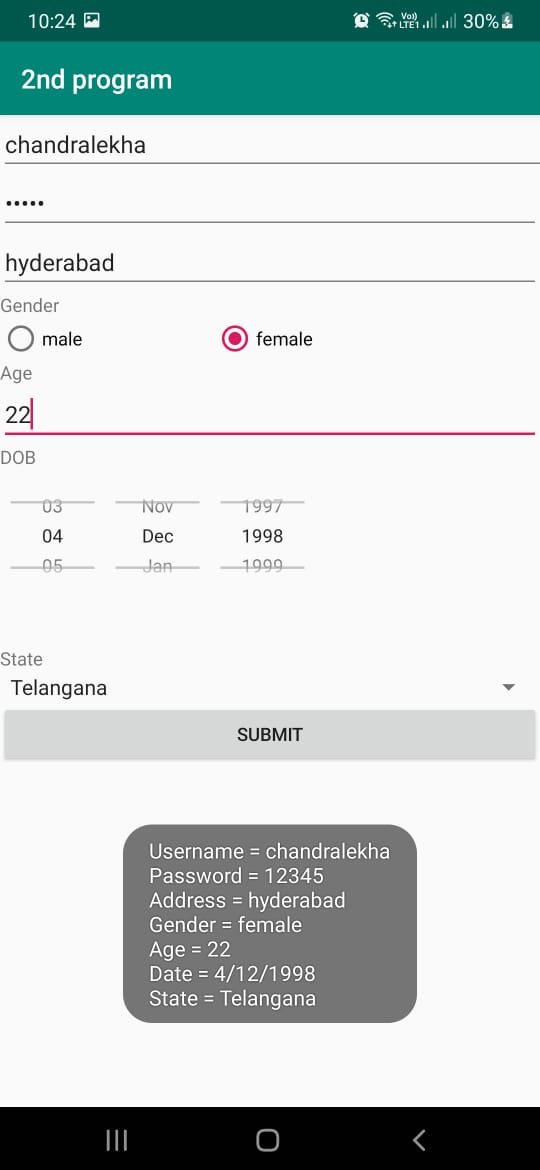 10:24 Vo) LTE1 30%
2nd program
chandralekha
•••••
hyderabad
Gender
male female
Age
22
DOB
03 Nov 1997
04 Dec 1998
05 Jan 1999
State
Telangana
SUBMIT
Username = chandralekha
Password = 12345
Address = hyderabad
Gender = female
Age = 22
Date = 4/12/1998
State = Telangana